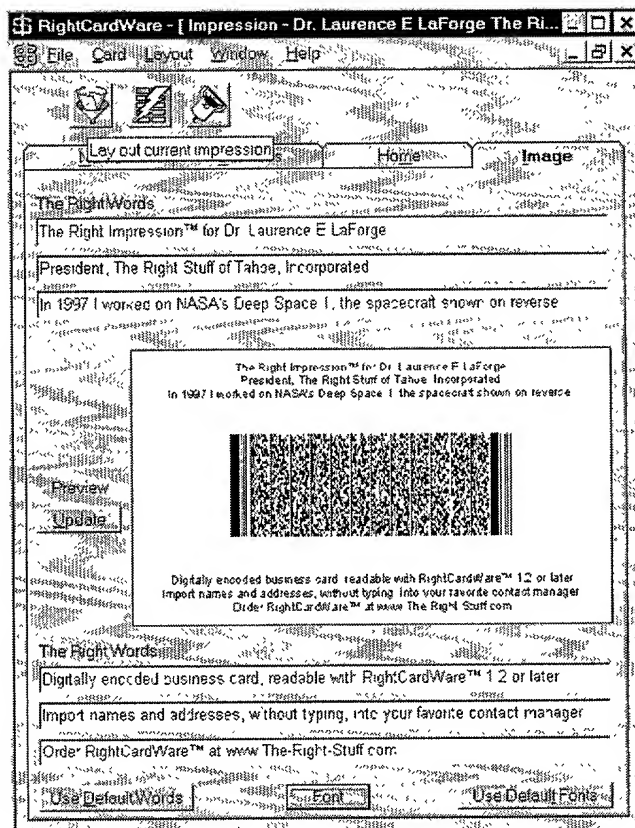 RightCardWare - [ Impression - Dr. Laurence E LaForge The Ri...
File Card Layout Window Help
Lay out current impression
Home Image
The Right Words
The Right Impression™ for Dr. Laurence E LaForge
President, The Right Stuff of Tahoe, Incorporated
In 1997 I worked on NASA's Deep Space 1, the spacecraft shown on reverse
The Right Impression™ for Dr. Laurence E LaForge
President, The Right Stuff of Tahoe, Incorporated
In 1997 I worked on NASA's Deep Space 1 the spacecraft shown on reverse
Preview
Update
Digitally encoded business card, readable with RightCardWare™ 1.2 or later
Import names and addresses, without typing, into your favorite contact manager
Order RightCardWare™ at www The-Right-Stuff.com
The Right Words
Digitally encoded business card, readable with RightCardWare™ 1.2 or later
Import names and addresses, without typing, into your favorite contact manager
Order RightCardWare™ at www The-Right-Stuff com
Use Default Words Font Use Default Fonts